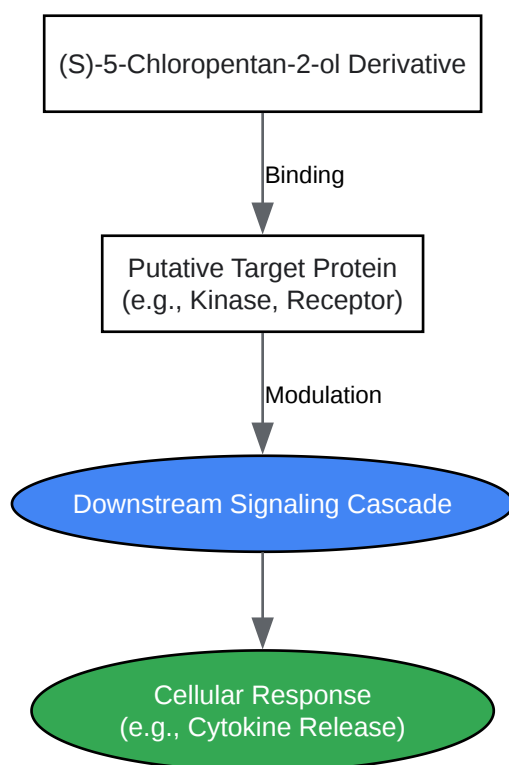 (S)-5-Chloropentan-2-ol Derivative
Binding
Putative Target Protein
(e.g., Kinase, Receptor)
Modulation
Downstream Signaling Cascade
Cellular Response
(e.g., Cytokine Release)